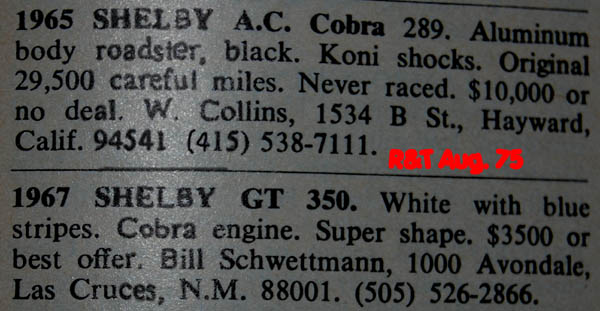 1965 SHELBY A.C. Cobra 289. Aluminum
body roadster, black. Koni shocks. Original
29,500 careful miles. Never raced. $10,000 or
no deal. W. Collins, 1534 B St., Hayward,
Calif. 94541 (415) 538-7111.
R&T Aug. 75
1967 SHELBY GT 350. White with blue
stripes. Cobra engine. Super shape. $3500 or
best offer. Bill Schwettmann, 1000 Avondale,
Las Cruces, N.M. 88001. (505) 526-2866.